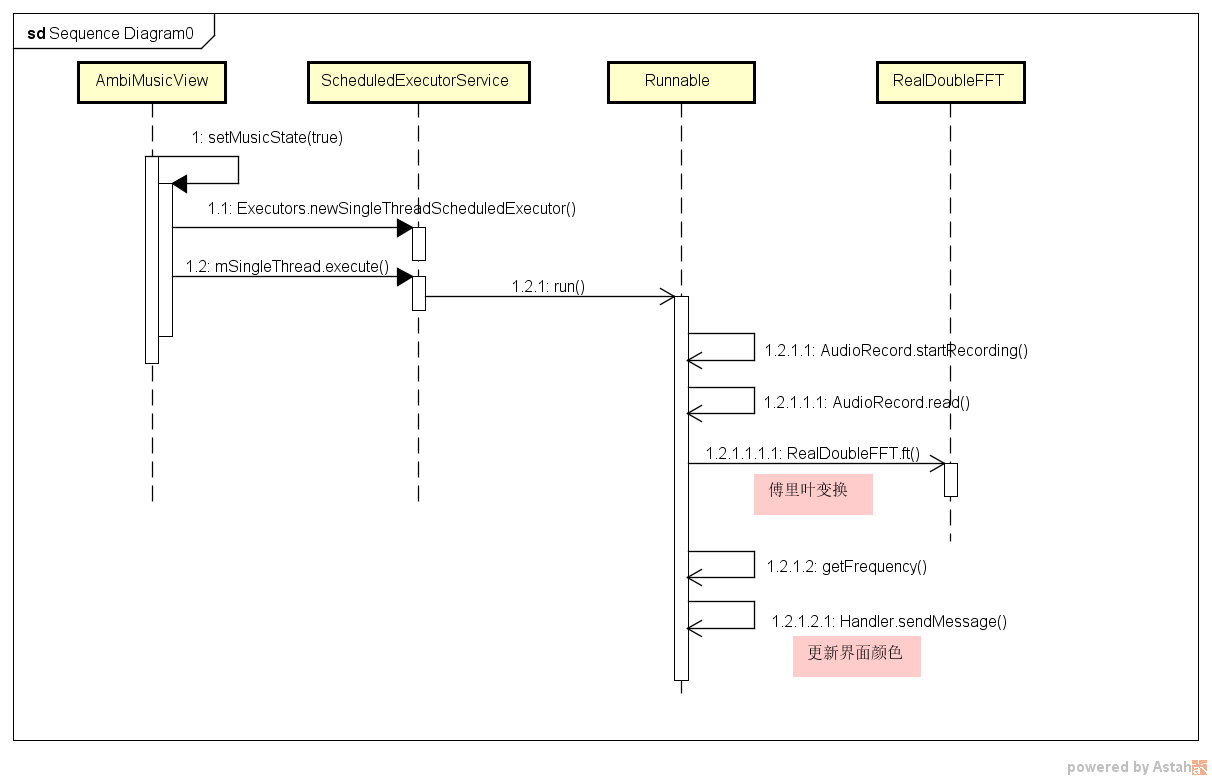 sd Sequence Diagram0
AmbiMusicView
ScheduledExecutorService
Runnable
RealDoubleFFT
1: setMusicState(true)
1.1: Executors.newSingleThreadScheduledExecutor()
1.2: mSingleThread.execute()
1.2.1: run()
1.2.1.1: AudioRecord.startRecording()
1.2.1.1.1: AudioRecord.read()
1.2.1.1.1.1: RealDoubleFFT.ft()
傅里叶变换
1.2.1.2: getFrequency()
1.2.1.2.1: Handler.sendMessage()
更新界面颜色
powered by Astah